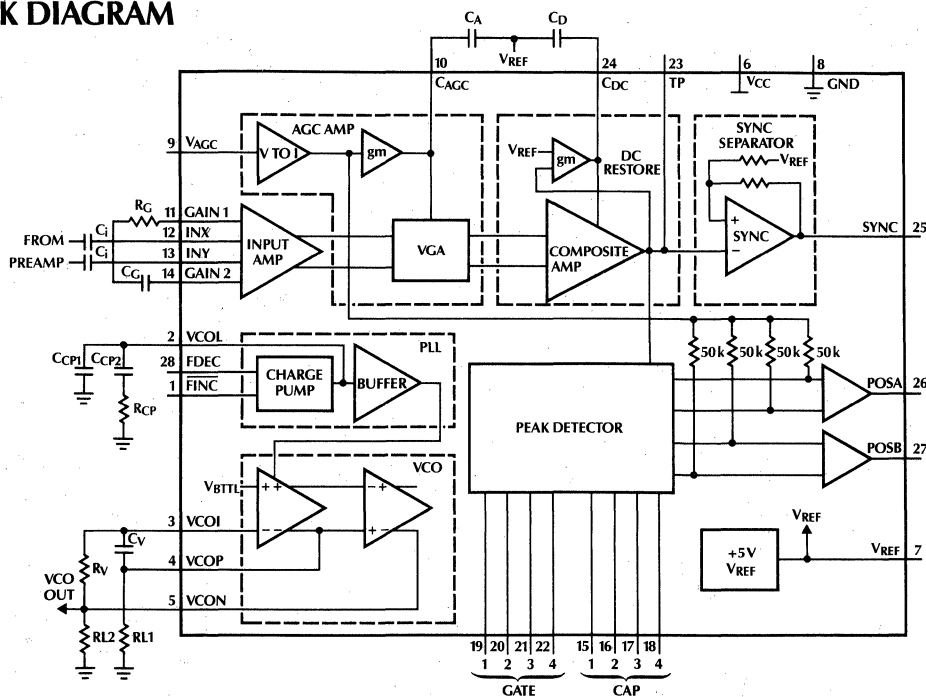 K DIAGRAM
CA CD
VREF
10 24 23 6 8
CAGC CDC TP VCC GND
9 VAGC
AGC AMP
V TO I gm
VREF gm DC RESTORE
SYNC SEPARATOR
VREF
+
SYNC
−
SYNC 25
RG 11 GAIN 1
FROM Ci 12 INX
PREAMP Ci 13 INY
CG 14 GAIN 2
INPUT AMP
VGA
COMPOSITE AMP
2 VCOL
CCP1 CCP2
28 FDEC
1 FINC
RCP
PLL
CHARGE PUMP
BUFFER
50k 50k 50k 50k
PEAK DETECTOR
POSA 26
POSB 27
VCO
VBTTL + + − +
− − + −
3 VCOI
CV
4 VCOP
RV
VCO OUT
5 VCON
RL2 RL1
+5V VREF
VREF
VREF 7
19 20 21 22 15 16 17 18
1 2 3 4 1 2 3 4
GATE CAP